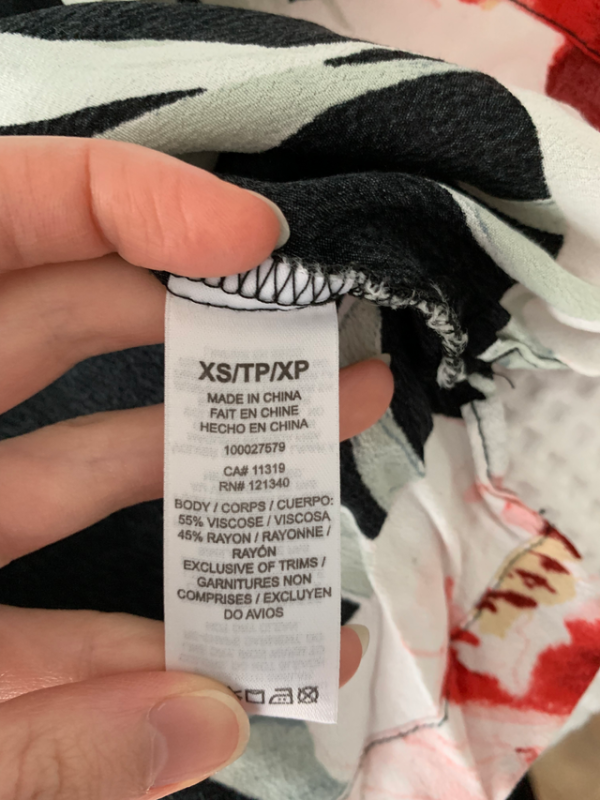 XS/TP/XP
MADE IN CHINA
FAIT EN CHINE
HECHO EN CHINA
100027579
CA# 11319
RN# 121340
BODY / CORPS / CUERPO:
55% VISCOSE / VISCOSA
45% RAYON / RAYONNE /
RAYÓN
EXCLUSIVE OF TRIMS /
GARNITURES NON
COMPRISES / EXCLUYEN
DO AVIOS